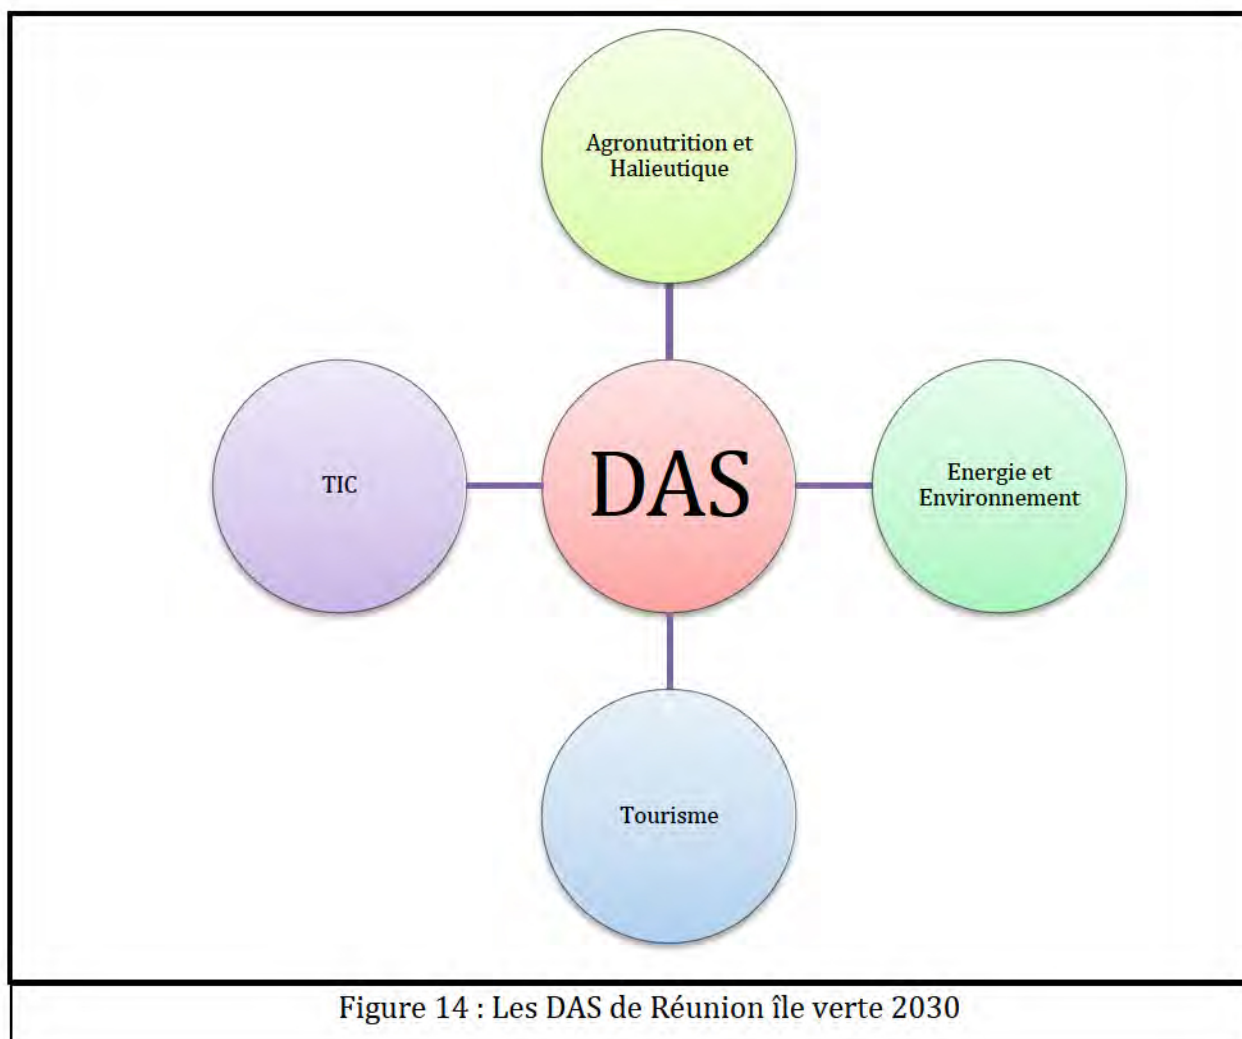 Agronutrition et
Halieutique
TIC
DAS
Energie et
Environnement
Tourisme
Figure 14 : Les DAS de Réunion île verte 2030